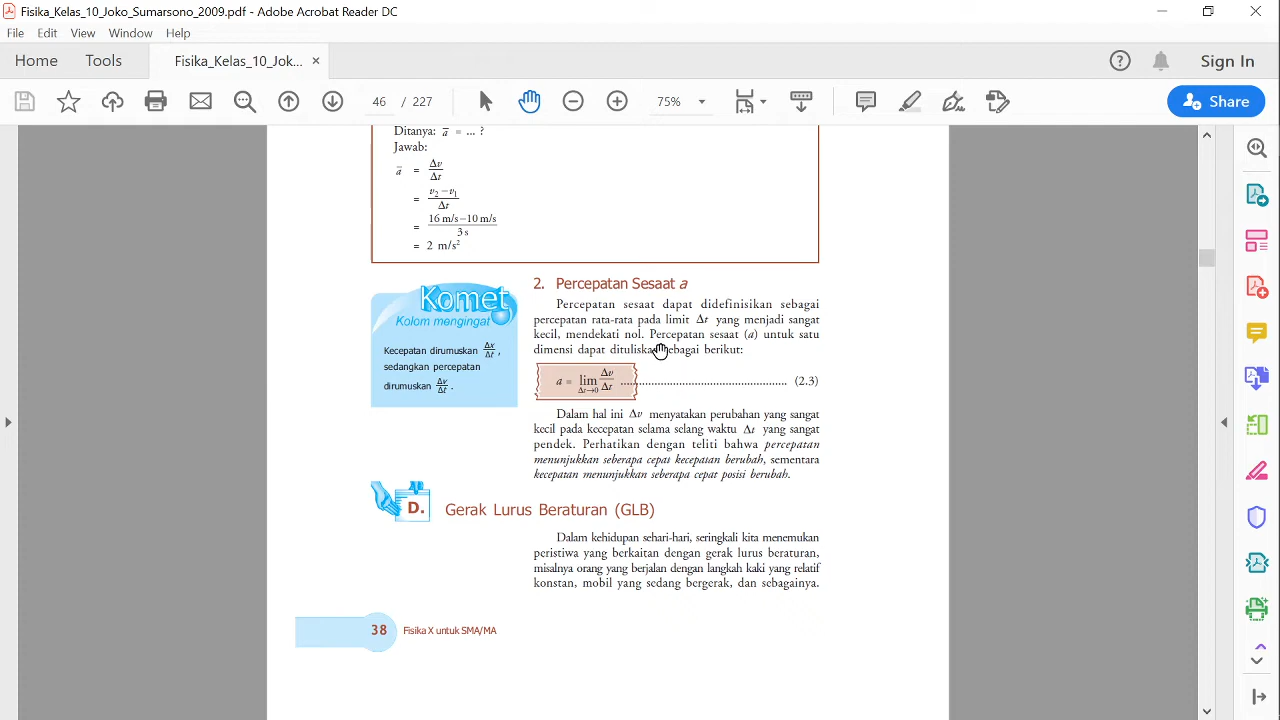 Fisika_Kelas_10_Joko_Sumarsono_2009.pdf - Adobe Acrobat Reader DC
File Edit View Window Help
Home Tools Fisika_Kelas_10_Jok... × Sign In
46 / 227 75% Share
Ditanya: a̅ = ... ?
Jawab:
a̅ = Δv/Δt
= v₂ − v₁/Δt
= 16 m/s − 10 m/s/3 s
= 2 m/s²
Komet
Kolom mengingat
Kecepatan dirumuskan Δx/Δt,
sedangkan percepatan
dirumuskan Δv/Δt.
2. Percepatan Sesaat a
Percepatan sesaat dapat didefinisikan sebagai
percepatan rata-rata pada limit Δt yang menjadi sangat
kecil, mendekati nol. Percepatan sesaat (a) untuk satu
dimensi dapat dituliskan sebagai berikut:
a = lim Δt→0 Δv/Δt ................................................ (2.3)
Dalam hal ini Δv menyatakan perubahan yang sangat
kecil pada kecepatan selama selang waktu Δt yang sangat
pendek. Perhatikan dengan teliti bahwa percepatan
menunjukkan seberapa cepat kecepatan berubah, sementara
kecepatan menunjukkan seberapa cepat posisi berubah.
D. Gerak Lurus Beraturan (GLB)
Dalam kehidupan sehari-hari, seringkali kita menemukan
peristiwa yang berkaitan dengan gerak lurus beraturan,
misalnya orang yang berjalan dengan langkah kaki yang relatif
konstan, mobil yang sedang bergerak, dan sebagainya.
38 Fisika X untuk SMA/MA